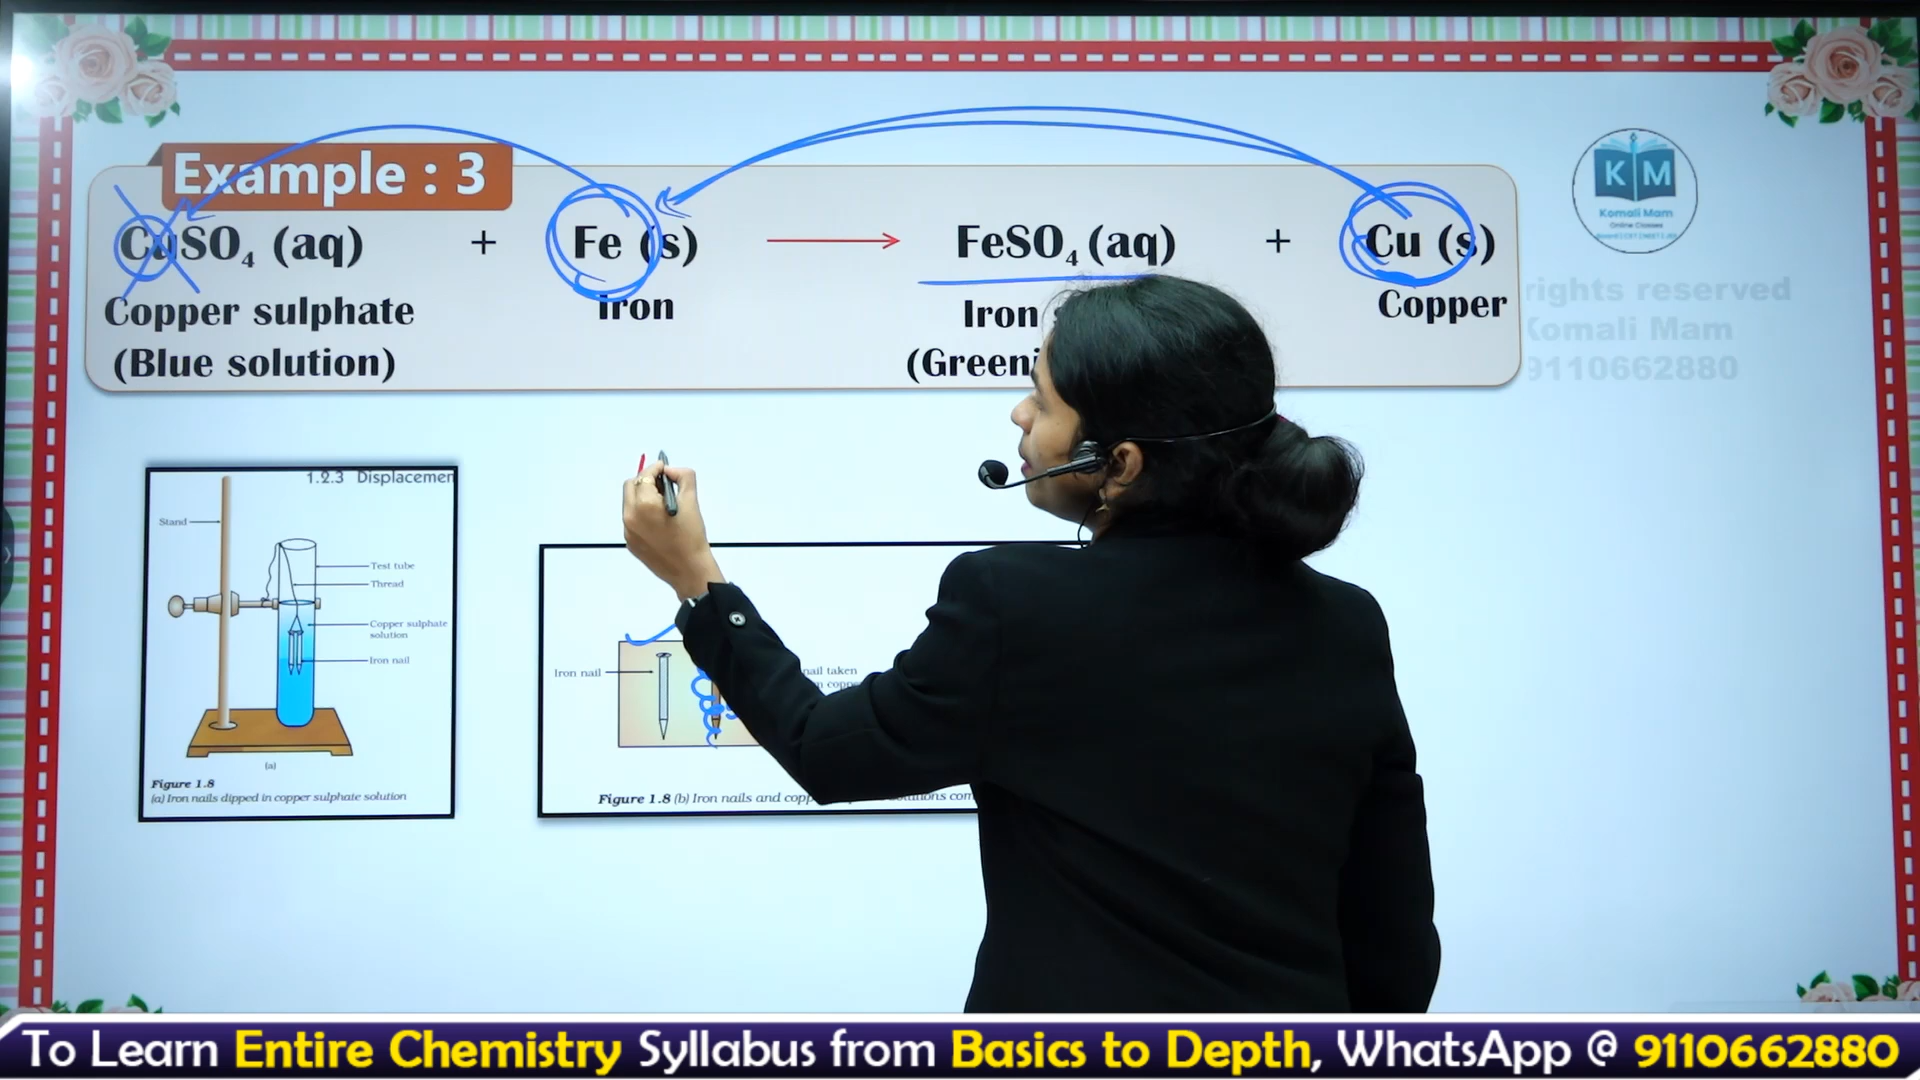 Example : 3
CuSO₄ (aq) + Fe (s) → FeSO₄ (aq) + Cu (s)
Copper sulphate Iron Iron Copper
(Blue solution)
K M
Komali Mam
Online Classes
rights reserved
Komali Mam
9110662880
1.2.3 Displacemen
Stand
Test tube
Thread
Copper sulphate
solution
Iron nail
(a)
Figure 1.8
(a) Iron nails dipped in copper sulphate solution
Iron nail
nail taken
Figure 1.8 (b) Iron nails and
To Learn Entire Chemistry Syllabus from Basics to Depth, WhatsApp @ 9110662880